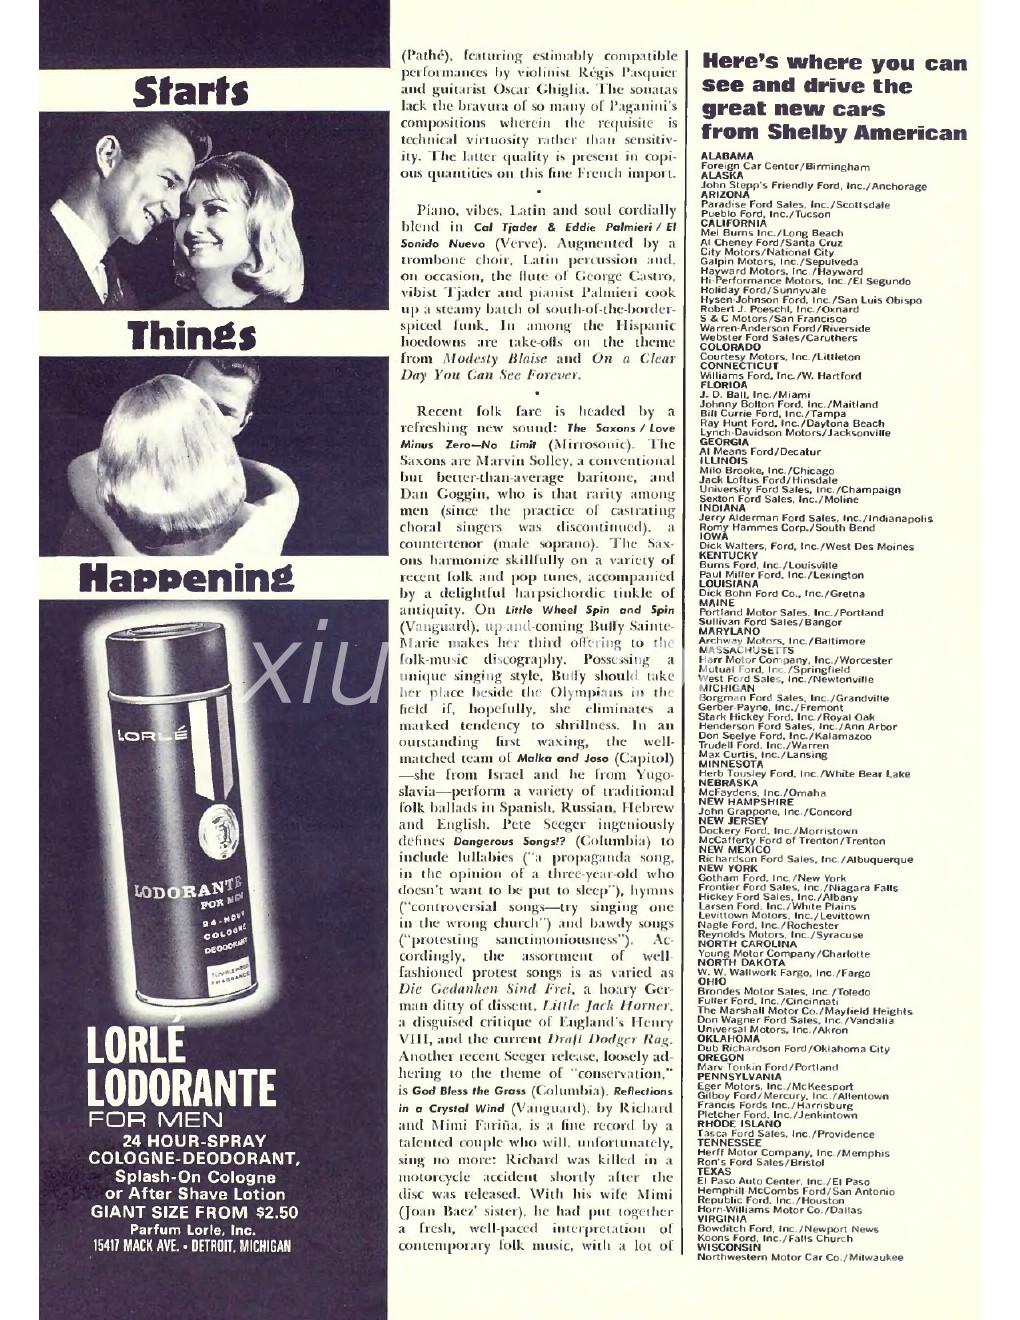 Starts
Things
Happening
LORLÉ
LODORANTE
FOR MEN
24-HOUR
COLOGNE
DEODORANT
LORLÉ
LODORANTE
FOR MEN
24 HOUR-SPRAY
COLOGNE-DEODORANT,
Splash-On Cologne
or After Shave Lotion
GIANT SIZE FROM $2.50
Parfum Lorle, Inc.
15417 MACK AVE. • DETROIT, MICHIGAN
(Pathé), featuring estimably compatible
performances by violinist Régis Pasquier
and guitarist Oscar Ghiglia. The sonatas
lack the bravura of so many of Paganini's
compositions wherein the requisite is
technical virtuosity rather than sensitiv-
ity. The latter quality is present in copi-
ous quantities on this fine French import.
•
Piano, vibes, Latin and soul cordially
blend in Cal Tjader & Eddie Palmieri / El
Sonido Nuevo (Verve). Augmented by a
trombone choir, Latin percussion and,
on occasion, the flute of George Castro,
vibist Tjader and pianist Palmieri cook
up a steamy batch of south-of-the-border-
spiced funk. In among the Hispanic
hoedowns are take-offs on the theme
from Modesty Blaise and On a Clear
Day You Can See Forever.
•
Recent folk fare is headed by a
refreshing new sound: The Saxons / Love
Minus Zero—No Limit (Mirrosonic). The
Saxons are Marvin Solley, a conventional
but better-than-average baritone, and
Dan Goggin, who is that rarity among
men (since the practice of castrating
choral singers was discontinued), a
countertenor (male soprano). The Sax-
ons harmonize skillfully on a variety of
recent folk and pop tunes, accompanied
by a delightful harpsichordic tinkle of
antiquity. On Little Wheel Spin and Spin
(Vanguard), up-and-coming Buffy Sainte-
Marie makes her third offering to the
folk-music discography. Possessing a
unique singing style, Buffy should take
her place beside the Olympians in the
field if, hopefully, she eliminates a
marked tendency to shrillness. In an
outstanding first waxing, the well-
matched team of Malka and Joso (Capitol)
—she from Israel and he from Yugo-
slavia—perform a variety of traditional
folk ballads in Spanish, Russian, Hebrew
and English. Pete Seeger ingeniously
defines Dangerous Songs!? (Columbia) to
include lullabies ("a propaganda song,
in the opinion of a three-year-old who
doesn't want to be put to sleep"), hymns
("controversial songs—try singing one
in the wrong church") and bawdy songs
("protesting sanctimoniousness"). Ac-
cordingly, the assortment of well-
fashioned protest songs is as varied as
Die Gedanken Sind Frei, a hoary Ger-
man ditty of dissent, Little Jack Horner,
a disguised critique of England's Henry
VIII, and the current Draft Dodger Rag.
Another recent Seeger release, loosely ad-
hering to the theme of "conservation,"
is God Bless the Grass (Columbia). Reflections
in a Crystal Wind (Vanguard), by Richard
and Mimi Fariña, is a fine record by a
talented couple who will, unfortunately,
sing no more: Richard was killed in a
motorcycle accident shortly after the
disc was released. With his wife Mimi
(Joan Baez' sister), he had put together
a fresh, well-paced interpretation of
contemporary folk music, with a lot of
Here's where you can
see and drive the
great new cars
from Shelby American
ALABAMA
Foreign Car Center/Birmingham
ALASKA
John Stepp's Friendly Ford, Inc./Anchorage
ARIZONA
Paradise Ford Sales, Inc./Scottsdale
Pueblo Ford, Inc./Tucson
CALIFORNIA
Mel Burns Inc./Long Beach
Al Cheney Ford/Santa Cruz
City Motors/National City
Galpin Motors, Inc./Sepulveda
Hayward Motors, Inc./Hayward
Hi-Performance Motors, Inc./El Segundo
Holiday Ford/Sunnyvale
Hysen-Johnson Ford, Inc./San Luis Obispo
Robert J. Poeschl, Inc./Oxnard
S & C Motors/San Francisco
Warren-Anderson Ford/Riverside
Webster Ford Sales/Caruthers
COLORADO
Courtesy Motors, Inc./Littleton
CONNECTICUT
Williams Ford, Inc./W. Hartford
FLORIDA
J. D. Ball, Inc./Miami
Johnny Bolton Ford, Inc./Maitland
Bill Currie Ford, Inc./Tampa
Ray Hunt Ford, Inc./Daytona Beach
Lynch-Davidson Motors/Jacksonville
GEORGIA
Al Means Ford/Decatur
ILLINOIS
Milo Brooke, Inc./Chicago
Jack Loftus Ford/Hinsdale
University Ford Sales, Inc./Champaign
Sexton Ford Sales, Inc./Moline
INDIANA
Jerry Alderman Ford Sales, Inc./Indianapolis
Romy Hammes Corp./South Bend
IOWA
Dick Walters, Ford, Inc./West Des Moines
KENTUCKY
Burns Ford, Inc./Louisville
Paul Miller Ford, Inc./Lexington
LOUISIANA
Dick Bohn Ford Co., Inc./Gretna
MAINE
Portland Motor Sales, Inc./Portland
Sullivan Ford Sales/Bangor
MARYLAND
Archway Motors, Inc./Baltimore
MASSACHUSETTS
Harr Motor Company, Inc./Worcester
Mutual Ford, Inc./Springfield
West Ford Sales, Inc./Newtonville
MICHIGAN
Borgman Ford Sales, Inc./Grandville
Gerber-Payne, Inc./Fremont
Stark Hickey Ford, Inc./Royal Oak
Henderson Ford Sales, Inc./Ann Arbor
Don Seelye Ford, Inc./Kalamazoo
Trudell Ford, Inc./Warren
Max Curtis, Inc./Lansing
MINNESOTA
Herb Tousley Ford, Inc./White Bear Lake
NEBRASKA
McFaydens, Inc./Omaha
NEW HAMPSHIRE
John Grappone, Inc./Concord
NEW JERSEY
Dockery Ford, Inc./Morristown
McCafferty Ford of Trenton/Trenton
NEW MEXICO
Richardson Ford Sales, Inc./Albuquerque
NEW YORK
Gotham Ford, Inc./New York
Frontier Ford Sales, Inc./Niagara Falls
Hickey Ford Sales, Inc./Albany
Larsen Ford, Inc./White Plains
Levittown Motors, Inc./Levittown
Nagle Ford, Inc./Rochester
Reynolds Motors, Inc./Syracuse
NORTH CAROLINA
Young Motor Company/Charlotte
NORTH DAKOTA
W. W. Wallwork Fargo, Inc./Fargo
OHIO
Brondes Motor Sales, Inc./Toledo
Fuller Ford, Inc./Cincinnati
The Marshall Motor Co./Mayfield Heights
Don Wagner Ford Sales, Inc./Vandalia
Universal Motors, Inc./Akron
OKLAHOMA
Dub Richardson Ford/Oklahoma City
OREGON
Marv Tonkin Ford/Portland
PENNSYLVANIA
Eger Motors, Inc./McKeesport
Gilboy Ford/Mercury, Inc./Allentown
Francis Fords Inc./Harrisburg
Pletcher Ford, Inc./Jenkintown
RHODE ISLAND
Tasca Ford Sales, Inc./Providence
TENNESSEE
Herff Motor Company, Inc./Memphis
Ron's Ford Sales/Bristol
TEXAS
El Paso Auto Center, Inc./El Paso
Hemphill McCombs Ford/San Antonio
Republic Ford, Inc./Houston
Horn-Williams Motor Co./Dallas
VIRGINIA
Bowditch Ford, Inc./Newport News
Koons Ford, Inc./Falls Church
WISCONSIN
Northwestern Motor Car Co./Milwaukee
xiu